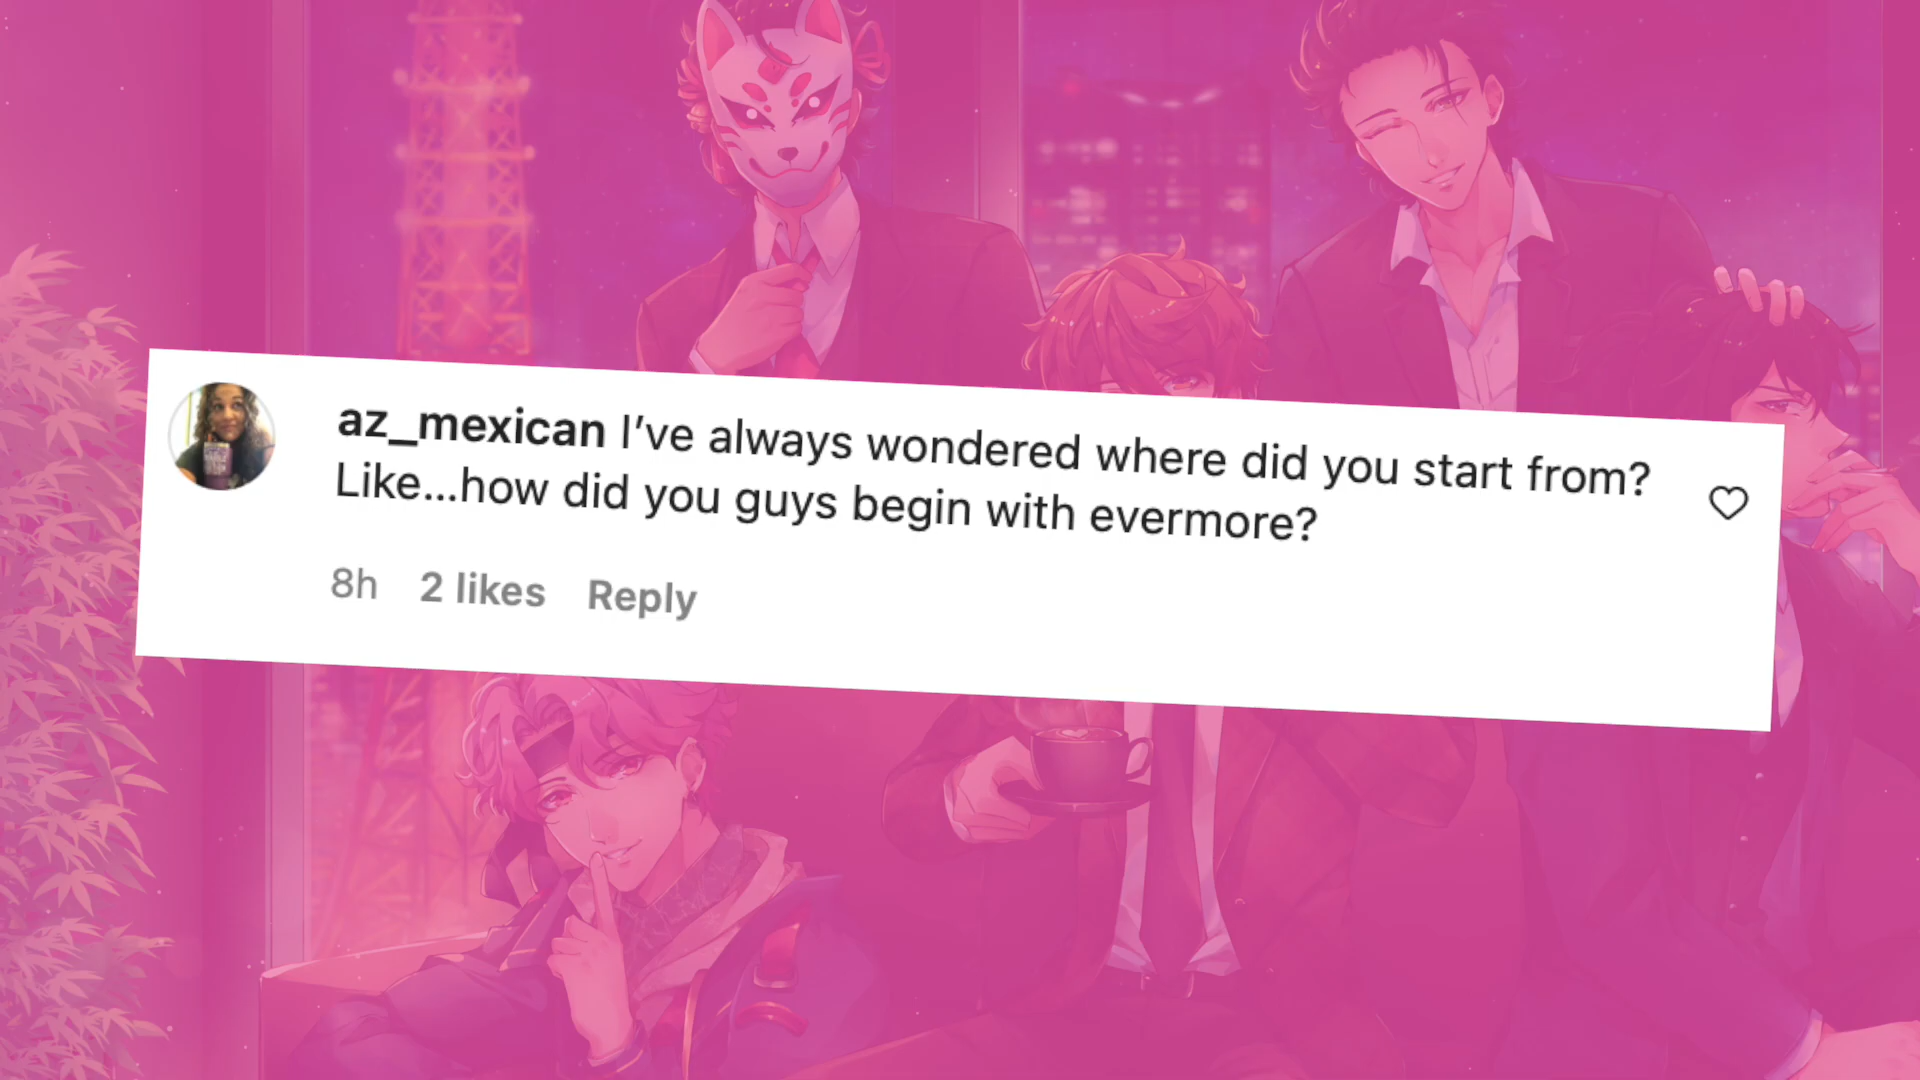 az_mexican I’ve always wondered where did you start from?
Like...how did you guys begin with evermore?
8h 2 likes Reply